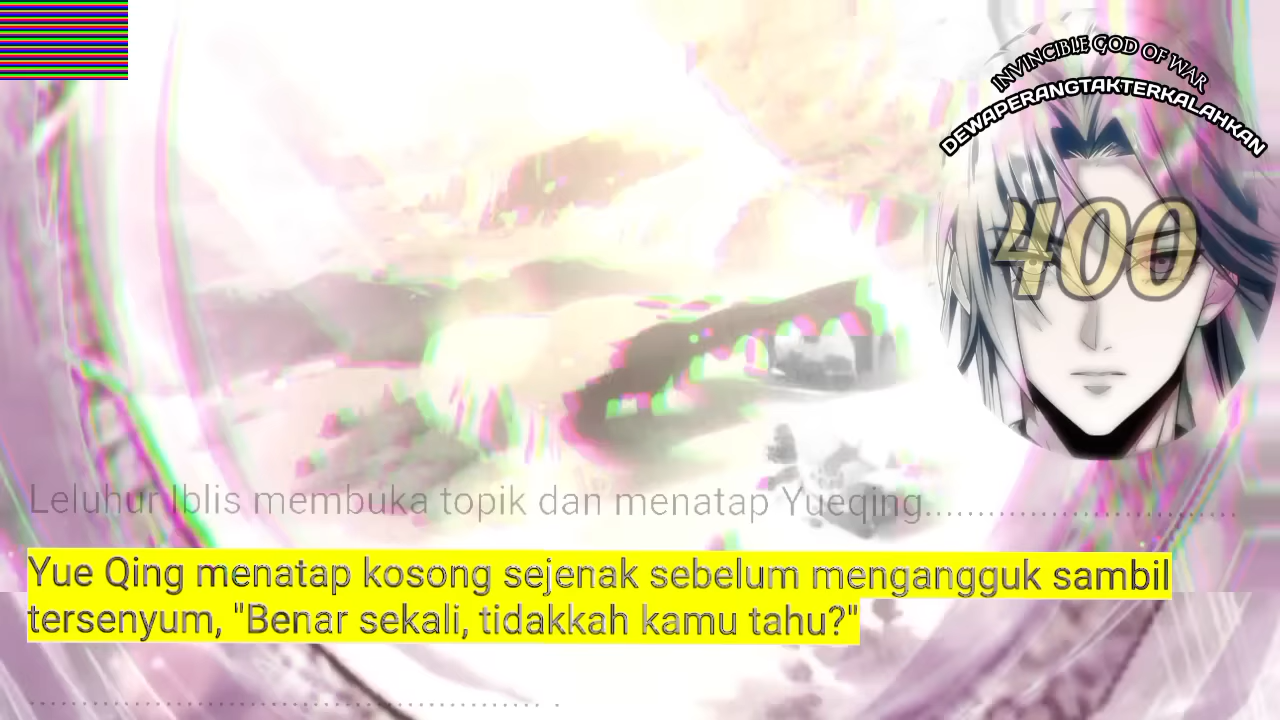 INVINCIBLE GOD OF WAR
DEWAPERANGTAKTERKALAHKAN
400
Leluhur Iblis membuka topik dan menatap Yueqing..............................
Yue Qing menatap kosong sejenak sebelum mengangguk sambil
tersenyum, "Benar sekali, tidakkah kamu tahu?"
.................................................... .